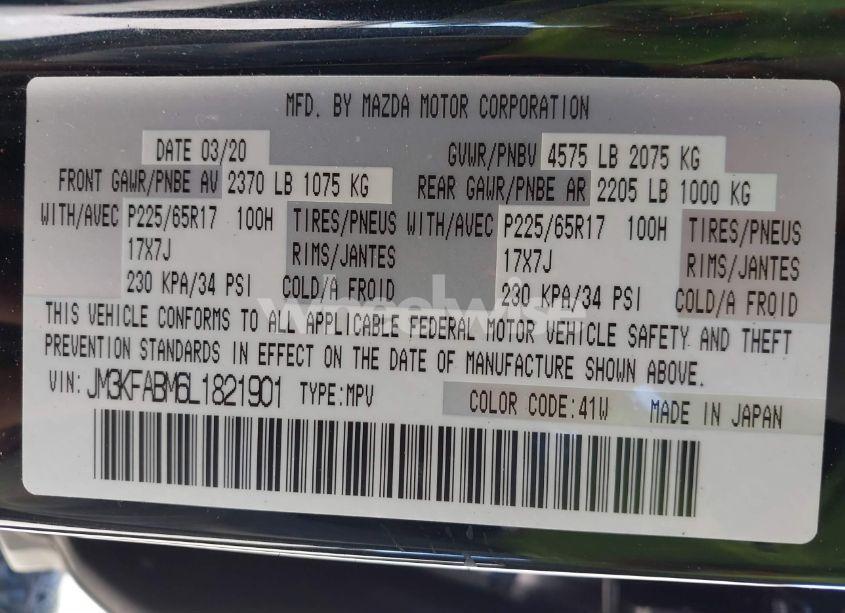 MFD. BY MAZDA MOTOR CORPORATION
DATE 03/20 GVWR/PNBV 4575 LB 2075 KG
FRONT GAWR/PNBE AV 2370 LB 1075 KG REAR GAWR/PNBE AR 2205 LB 1000 KG
WITH/AVEC P225/65R17 100H TIRES/PNEUS WITH/AVEC P225/65R17 100H TIRES/PNEUS
17X7J RIMS/JANTES 17X7J RIMS/JANTES
230 KPA/34 PSI COLD/A FROID 230 KPA/34 PSI COLD/A FROID
wheelwise
THIS VEHICLE CONFORMS TO ALL APPLICABLE FEDERAL MOTOR VEHICLE SAFETY AND THEFT
PREVENTION STANDARDS IN EFFECT ON THE DATE OF MANUFACTURE SHOWN ABOVE.
VIN: JM3KFABM6L1821901 TYPE:MPV COLOR CODE:41W MADE IN JAPAN